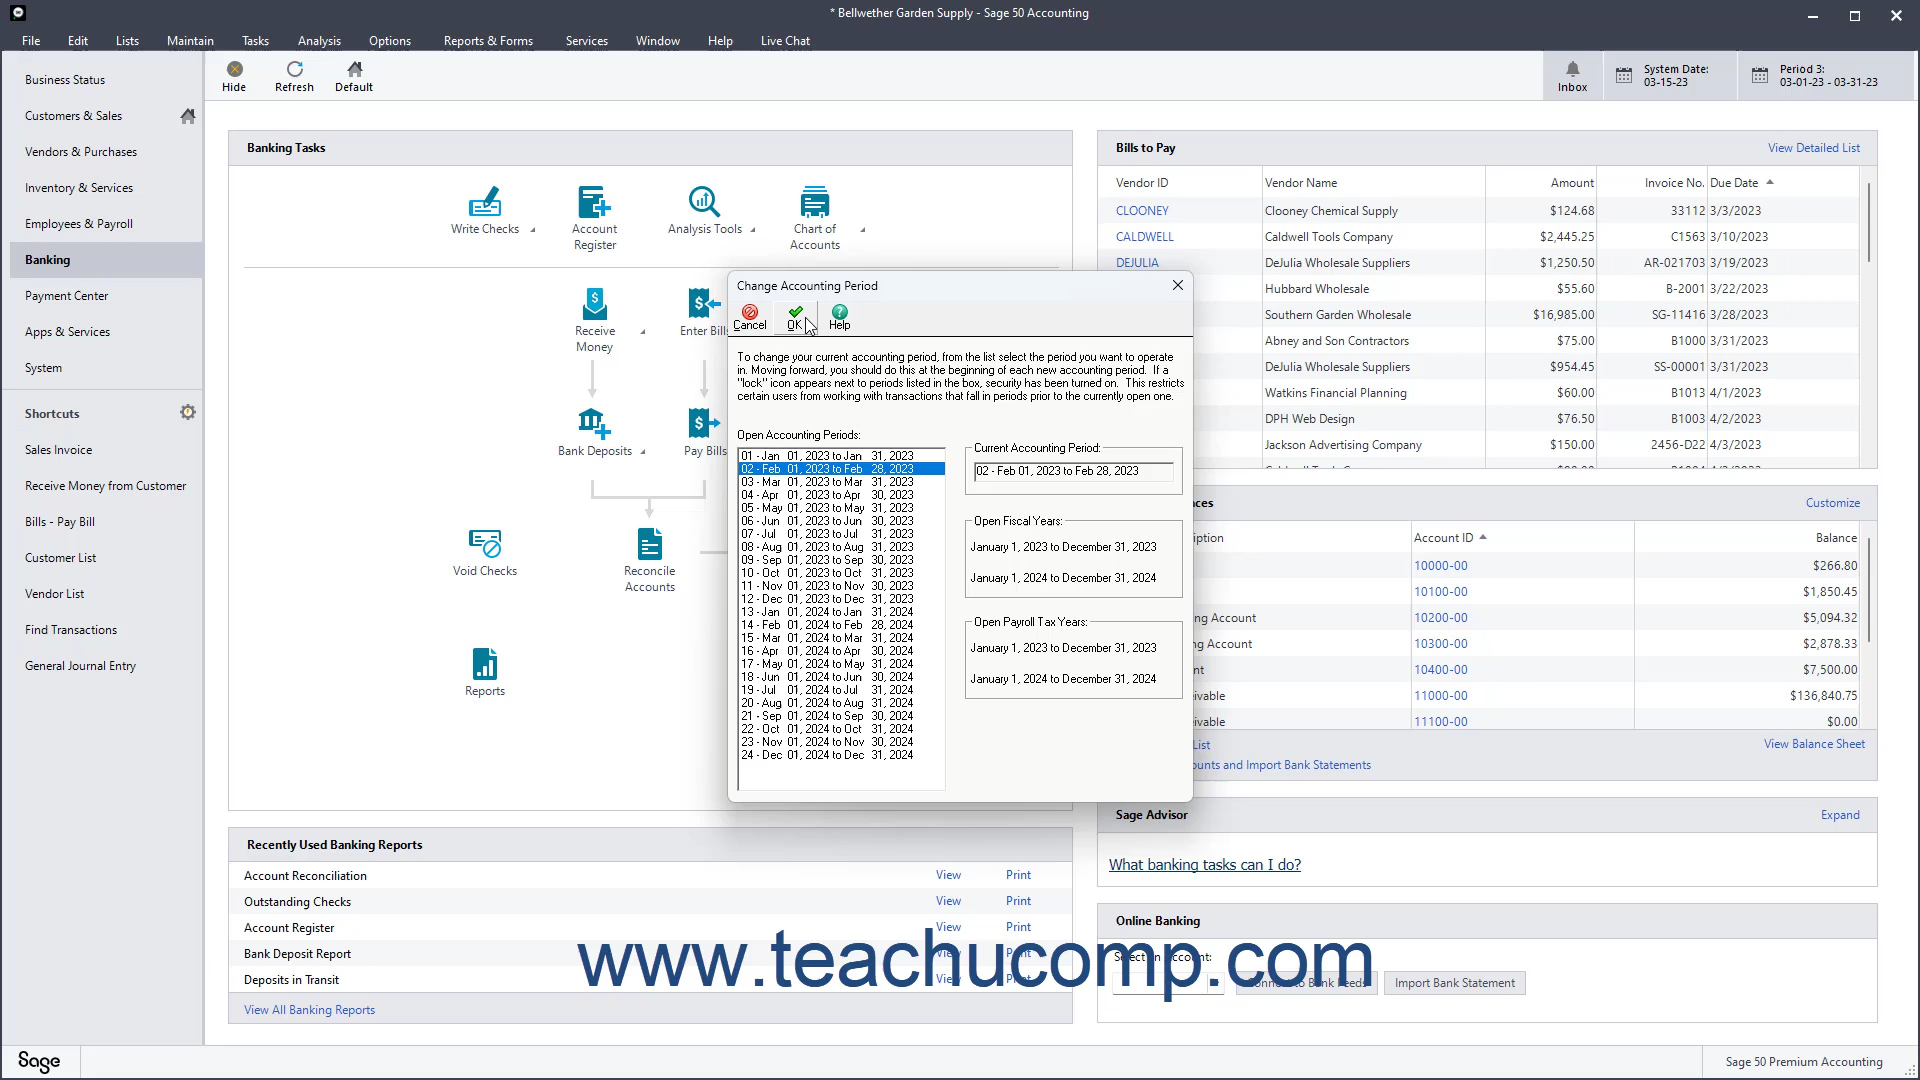 * Bellwether Garden Supply - Sage 50 Accounting
File Edit Lists Maintain Tasks Analysis Options Reports & Forms Services Window Help Live Chat
Business Status
Customers & Sales
Vendors & Purchases
Inventory & Services
Employees & Payroll
Banking
Payment Center
Apps & Services
System
Shortcuts
Sales Invoice
Receive Money from Customer
Bills - Pay Bill
Customer List
Vendor List
Find Transactions
General Journal Entry
Hide Refresh Default
Inbox
System Date:
03-15-23
Period 3:
03-01-23 - 03-31-23
Banking Tasks
Write Checks
Account
Register
Analysis Tools
Chart of
Accounts
Receive
Money
Enter Bills
Bank Deposits
Pay Bills
Void Checks
Reconcile
Accounts
Reports
Change Accounting Period
Cancel OK Help
To change your current accounting period, from the list select the period you want to operate
in. Moving forward, you should do this at the beginning of each new accounting period. If a
"lock" icon appears next to periods listed in the box, security has been turned on. This restricts
certain users from working with transactions that fall in periods prior to the currently open one.
Open Accounting Periods:
01 - Jan 01, 2023 to Jan 31, 2023
02 - Feb 01, 2023 to Feb 28, 2023
03 - Mar 01, 2023 to Mar 31, 2023
04 - Apr 01, 2023 to Apr 30, 2023
05 - May 01, 2023 to May 31, 2023
06 - Jun 01, 2023 to Jun 30, 2023
07 - Jul 01, 2023 to Jul 31, 2023
08 - Aug 01, 2023 to Aug 31, 2023
09 - Sep 01, 2023 to Sep 30, 2023
10 - Oct 01, 2023 to Oct 31, 2023
11 - Nov 01, 2023 to Nov 30, 2023
12 - Dec 01, 2023 to Dec 31, 2023
13 - Jan 01, 2024 to Jan 31, 2024
14 - Feb 01, 2024 to Feb 28, 2024
15 - Mar 01, 2024 to Mar 31, 2024
16 - Apr 01, 2024 to Apr 30, 2024
17 - May 01, 2024 to May 31, 2024
18 - Jun 01, 2024 to Jun 30, 2024
19 - Jul 01, 2024 to Jul 31, 2024
20 - Aug 01, 2024 to Aug 31, 2024
21 - Sep 01, 2024 to Sep 30, 2024
22 - Oct 01, 2024 to Oct 31, 2024
23 - Nov 01, 2024 to Nov 30, 2024
24 - Dec 01, 2024 to Dec 31, 2024
Current Accounting Period:
02 - Feb 01, 2023 to Feb 28, 2023
Open Fiscal Years:
January 1, 2023 to December 31, 2023
January 1, 2024 to December 31, 2024
Open Payroll Tax Years:
January 1, 2023 to December 31, 2023
January 1, 2024 to December 31, 2024
Bills to Pay View Detailed List
Vendor ID Vendor Name Amount Invoice No. Due Date
CLOONEY Clooney Chemical Supply $124.68 33112 3/3/2023
CALDWELL Caldwell Tools Company $2,445.25 C1563 3/10/2023
DEJULIA DeJulia Wholesale Suppliers $1,250.50 AR-021703 3/19/2023
Hubbard Wholesale $55.60 B-2001 3/22/2023
Southern Garden Wholesale $16,985.00 SG-11416 3/28/2023
Abney and Son Contractors $75.00 B1000 3/31/2023
DeJulia Wholesale Suppliers $954.45 SS-00001 3/31/2023
Watkins Financial Planning $60.00 B1013 4/1/2023
DPH Web Design $76.50 B1003 4/2/2023
Jackson Advertising Company $150.00 2456-D22 4/3/2023
ces Customize
iption Account ID Balance
10000-00 $266.80
10100-00 $1,850.45
ng Account 10200-00 $5,094.32
ng Account 10300-00 $2,878.33
nt 10400-00 $7,500.00
eivable 11000-00 $136,840.75
eivable 11100-00 $0.00
List View Balance Sheet
ounts and Import Bank Statements
Sage Advisor Expand
What banking tasks can I do?
Online Banking
Select an Account:
Connect to Bank Feeds Import Bank Statement
Recently Used Banking Reports
Account Reconciliation View Print
Outstanding Checks View Print
Account Register View Print
Bank Deposit Report View Print
Deposits in Transit View Print
View All Banking Reports
www.teachucomp.com
Sage
Sage 50 Premium Accounting